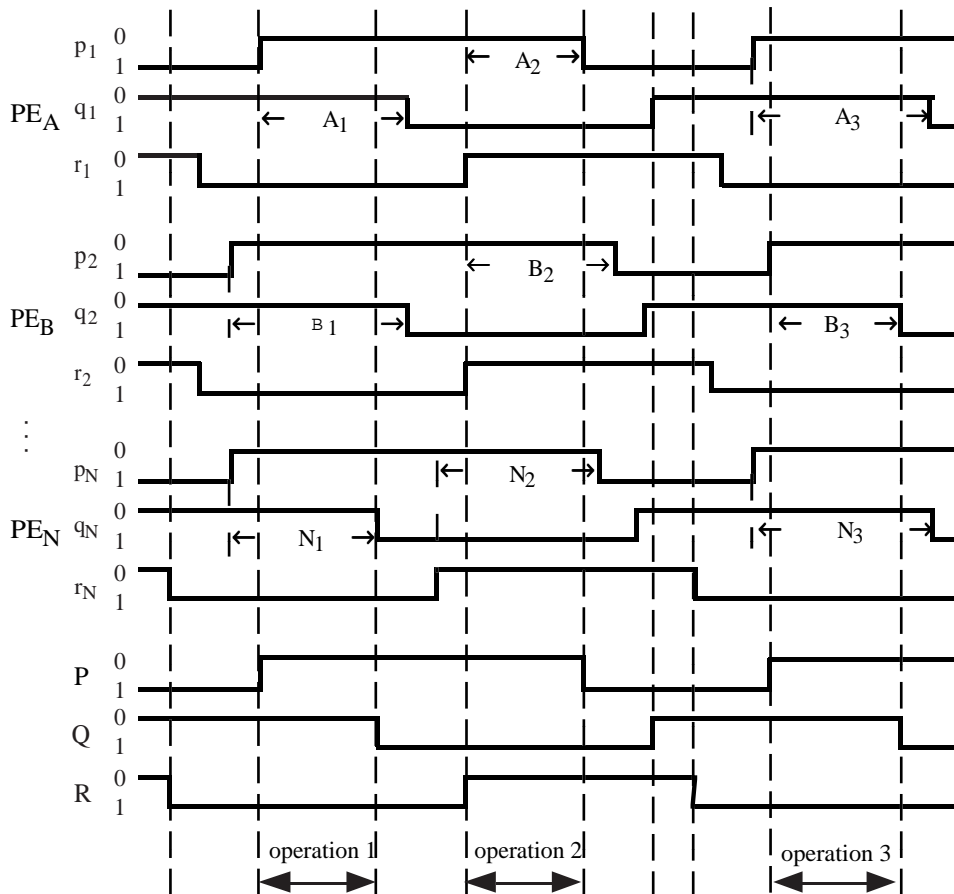 p1 0
1
A2
PEA q1 0
1
A1 A3
r1 0
1
p2 0
1
B2
PEB q2 0
1
B1 B3
r2 0
1
⋮
pN 0
1
N2
PEN qN 0
1
N1 N3
rN 0
1
P 0
1
Q 0
1
R 0
1
operation 1 operation 2 operation 3